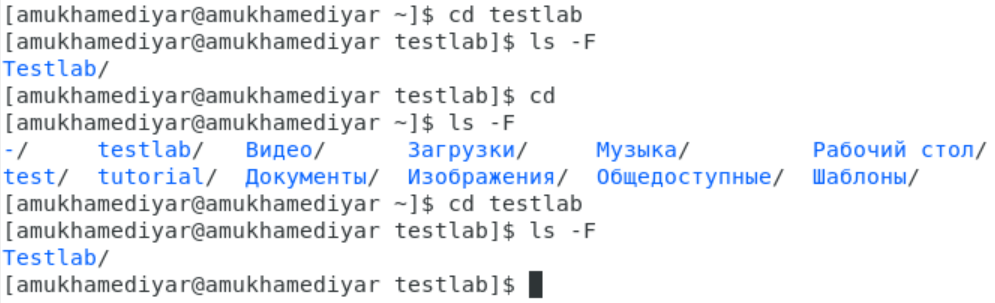 [amukhamediyar@amukhamediyar ~]$ cd testlab
[amukhamediyar@amukhamediyar testlab]$ ls -F
Testlab/
[amukhamediyar@amukhamediyar testlab]$ cd
[amukhamediyar@amukhamediyar ~]$ ls -F
-/     testlab/   Видео/      Загрузки/     Музыка/         Рабочий стол/
test/  tutorial/  Документы/  Изображения/  Общедоступные/  Шаблоны/
[amukhamediyar@amukhamediyar ~]$ cd testlab
[amukhamediyar@amukhamediyar testlab]$ ls -F
Testlab/
[amukhamediyar@amukhamediyar testlab]$